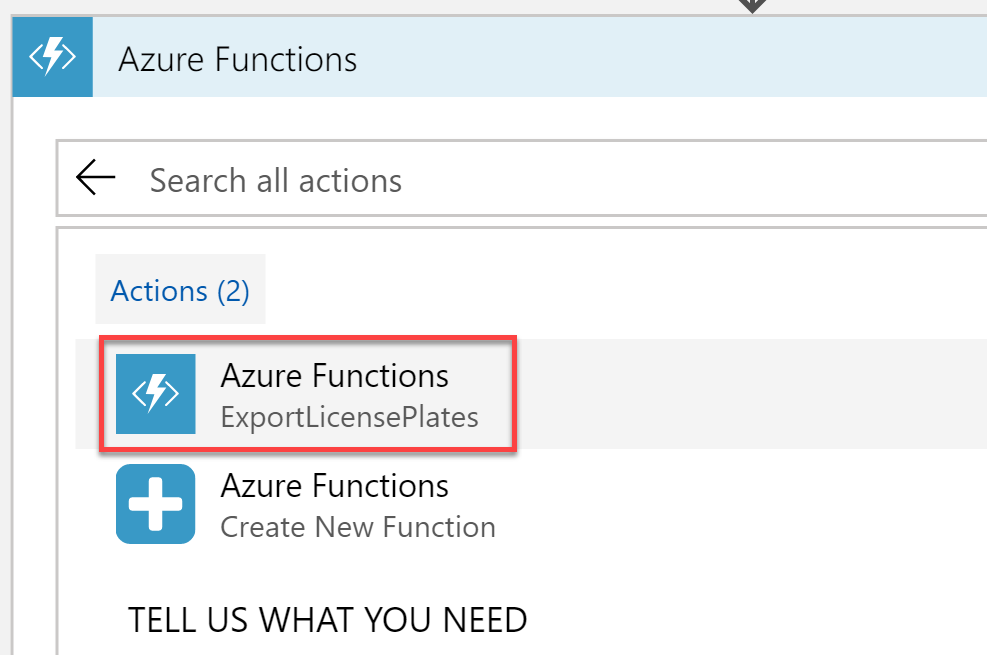 Azure Functions
Search all actions
Actions (2)
Azure Functions
ExportLicensePlates
Azure Functions
Create New Function
TELL US WHAT YOU NEED